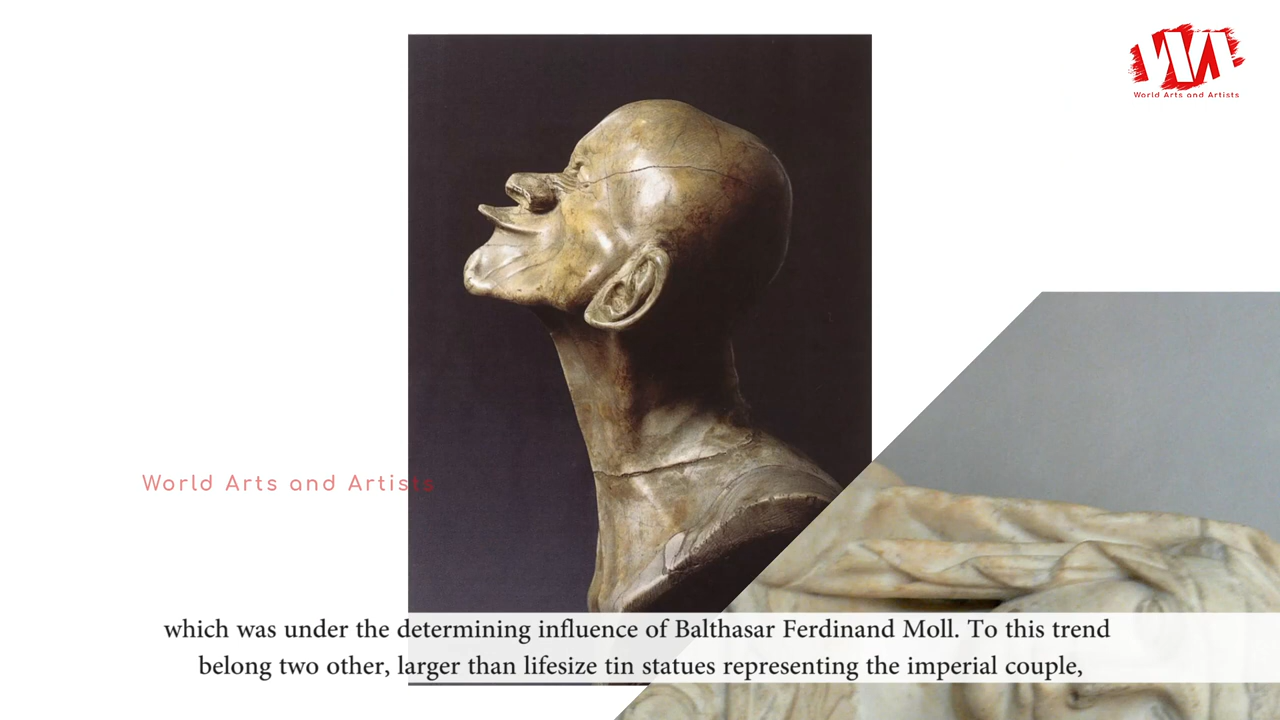 World Arts and Artists
World Arts and Artists
which was under the determining influence of Balthasar Ferdinand Moll. To this trend
belong two other, larger than lifesize tin statues representing the imperial couple,